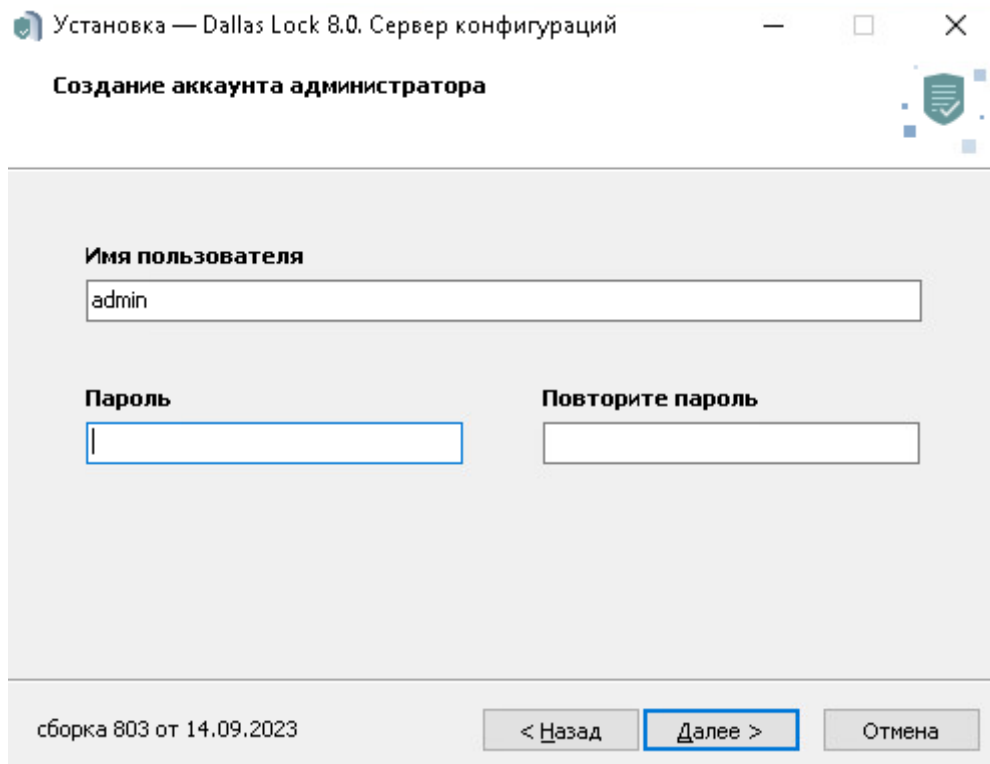 Установка — Dallas Lock 8.0. Сервер конфигураций
Создание аккаунта администратора
Имя пользователя
admin
Пароль Повторите пароль
сборка 803 от 14.09.2023 < Назад Далее > Отмена